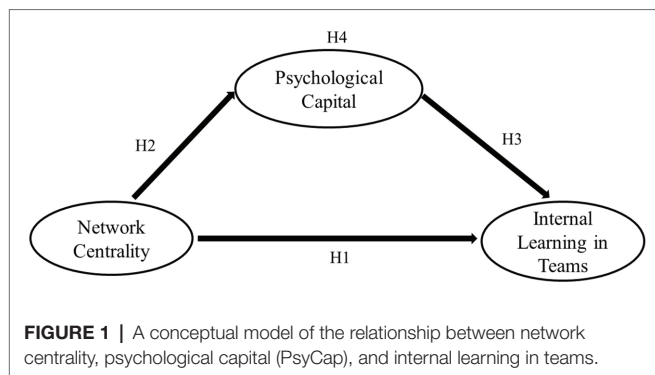 H4
Psychological
Capital
H2
H3
Network
Centrality
Internal
Learning in
Teams
H1
FIGURE 1 | A conceptual model of the relationship between network
centrality, psychological capital (PsyCap), and internal learning in teams.